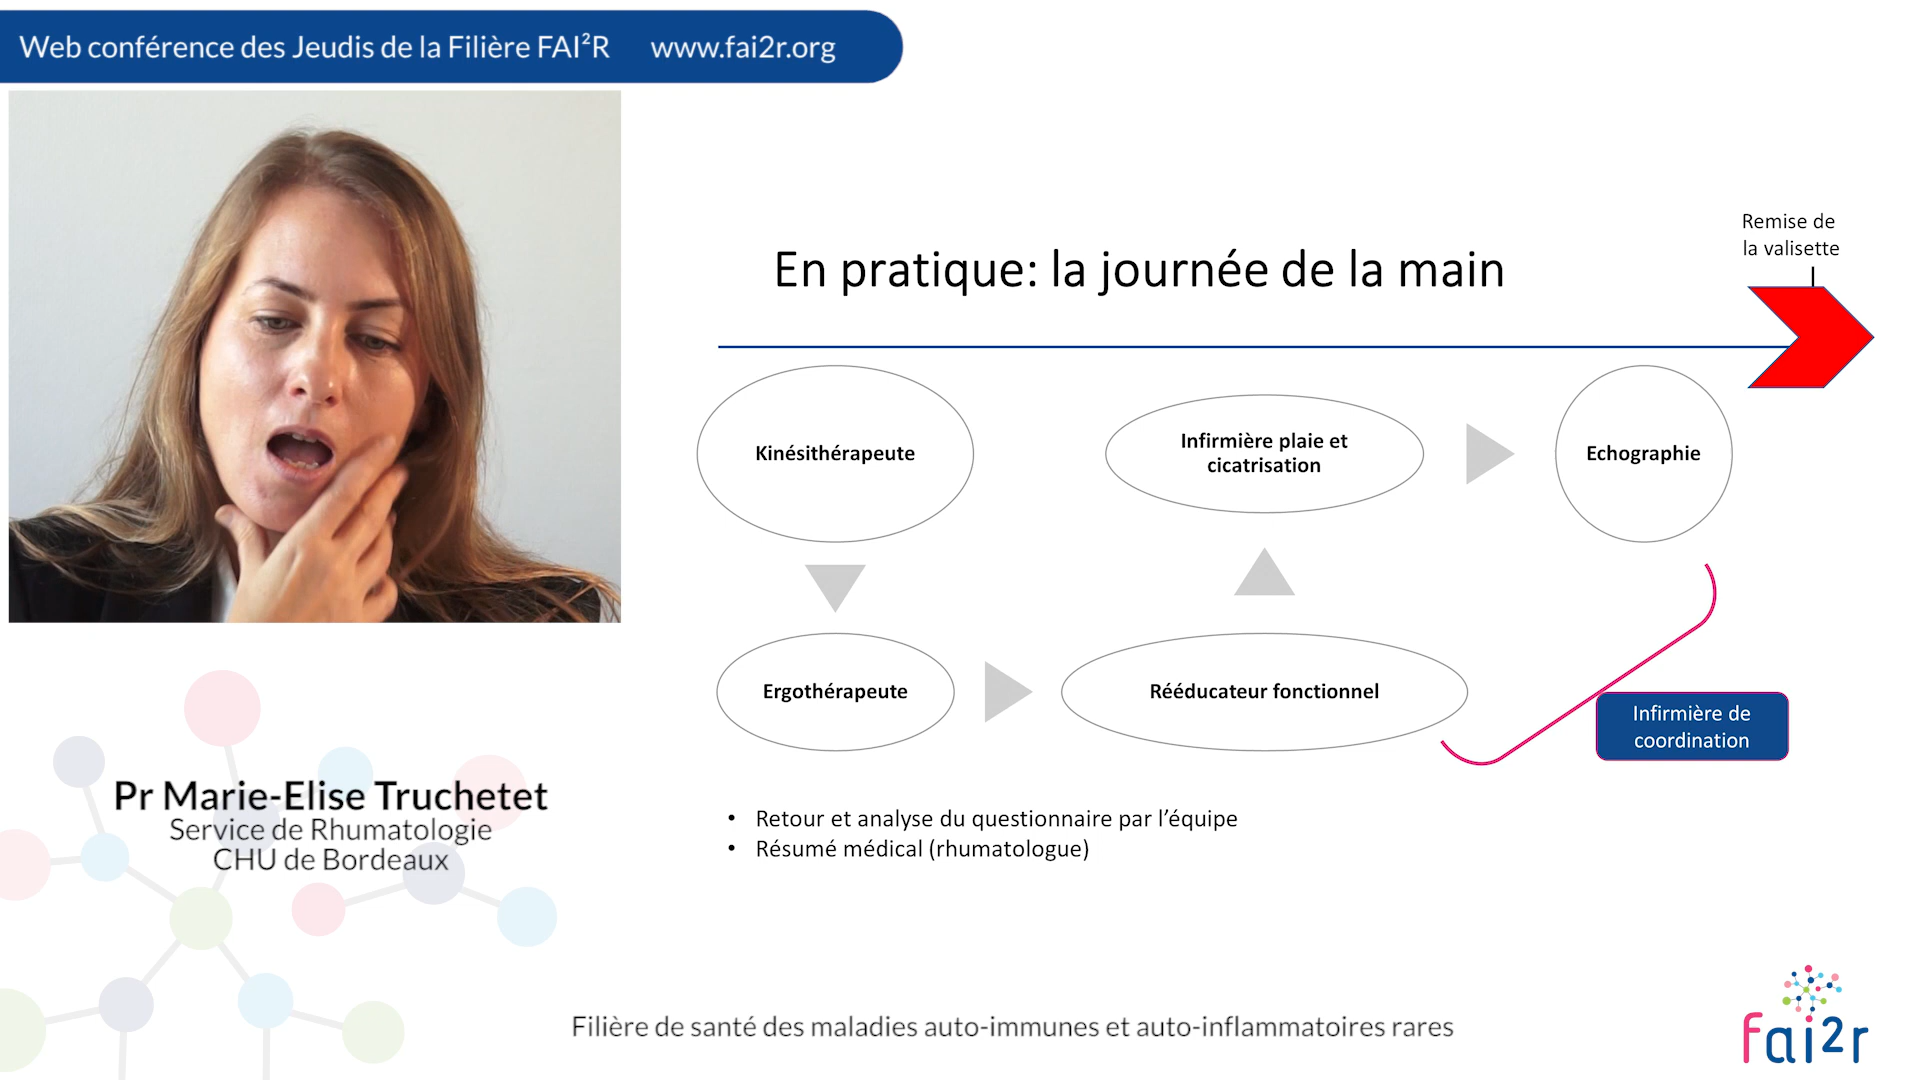 Web conférence des Jeudis de la Filière FAI²R www.fai2r.org
Remise de
la valisette
En pratique: la journée de la main
Kinésithérapeute
Infirmière plaie et
cicatrisation
Echographie
Ergothérapeute
Rééducateur fonctionnel
Infirmière de
coordination
Pr Marie-Elise Truchetet
Service de Rhumatologie
CHU de Bordeaux
• Retour et analyse du questionnaire par l’équipe
• Résumé médical (rhumatologue)
Filière de santé des maladies auto-immunes et auto-inflammatoires rares
fai2r